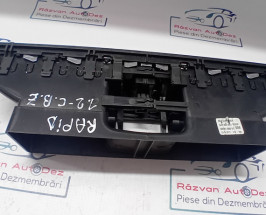 Răzvan AutoDez
Piese din Dezmembrări
RAPID
1.2-C.B.Z
Răzvan AutoDez
Piese din Dezmembrări